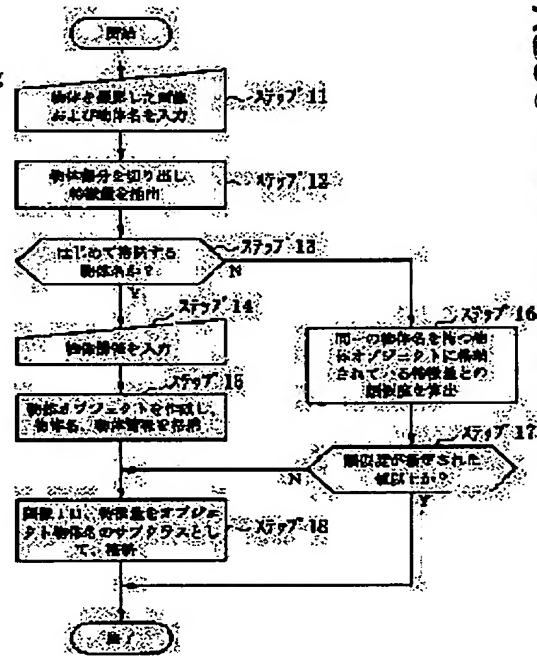 開始
物体を撮影した画像
および物体名を入力
ステップ 11
物体部分を切り出し
特徴量を抽出
ステップ 12
はじめて格納する
物体名か？
ステップ 13
N
Y
ステップ 14
物体情報を入力
ステップ 15
物体オブジェクトを作成し、
物体名、物体情報を格納
ステップ 16
同一の物体名を持つ物
体オブジェクトに格納
されている特徴量との
類似度を算出
ステップ 17
類似度が指定された
値以上か？
N
Y
特徴量をオブジェ
クト物体名のサブクラスとし
て、格納
ステップ 18
終了